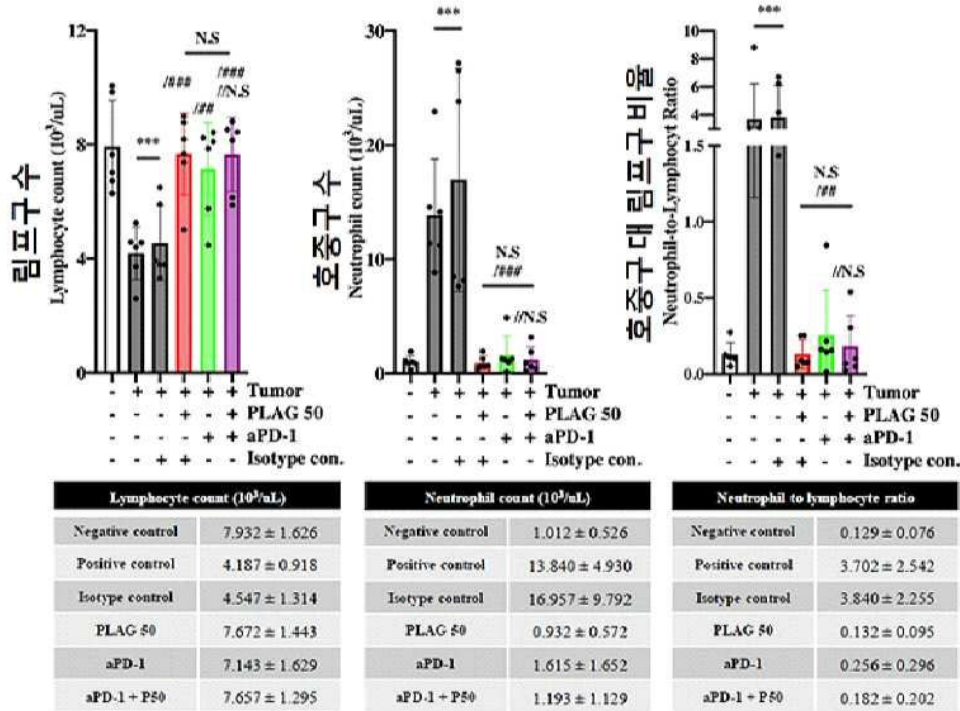 림프구수
Lymphocyte count (10³/uL)
12
8
4
0
***
N.S
/###
/##
/###
//N.S
- + + + + + Tumor
- - - + - + PLAG 50
- - - - + + aPD-1
- - + + - - Isotype con.
호중구수
Neutrophil count (10³/uL)
30
20
10
0
***
N.S
/###
//N.S
- + + + + + Tumor
- - - + - + PLAG 50
- - - - + + aPD-1
- - + + - - Isotype con.
호중구대림프구비율
Neutrophil-to-Lymphocyt Ratio
10
8
6
4
2
1.5
1.0
0.5
0.0
***
N.S
/##
//N.S
- + + + + + Tumor
- - - + - + PLAG 50
- - - - + + aPD-1
- - + + - - Isotype con.
Lymphocyte count (10³/uL)
Negative control 7.932 ± 1.626
Positive control 4.187 ± 0.918
Isotype control 4.547 ± 1.314
PLAG 50 7.672 ± 1.443
aPD-1 7.143 ± 1.629
aPD-1 + P50 7.657 ± 1.295
Neutrophil count (10³/uL)
Negative control 1.012 ± 0.526
Positive control 13.840 ± 4.930
Isotype control 16.957 ± 9.792
PLAG 50 0.932 ± 0.572
aPD-1 1.615 ± 1.652
aPD-1 + P50 1.193 ± 1.129
Neutrophil to lymphocyte ratio
Negative control 0.129 ± 0.076
Positive control 3.702 ± 2.542
Isotype control 3.840 ± 2.255
PLAG 50 0.132 ± 0.095
aPD-1 0.256 ± 0.296
aPD-1 + P50 0.182 ± 0.202